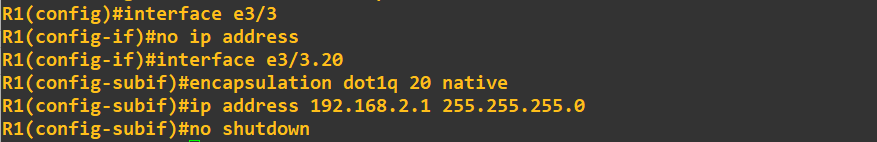 R1(config)#interface e3/3
R1(config-if)#no ip address
R1(config-if)#interface e3/3.20
R1(config-subif)#encapsulation dot1q 20 native
R1(config-subif)#ip address 192.168.2.1 255.255.255.0
R1(config-subif)#no shutdown